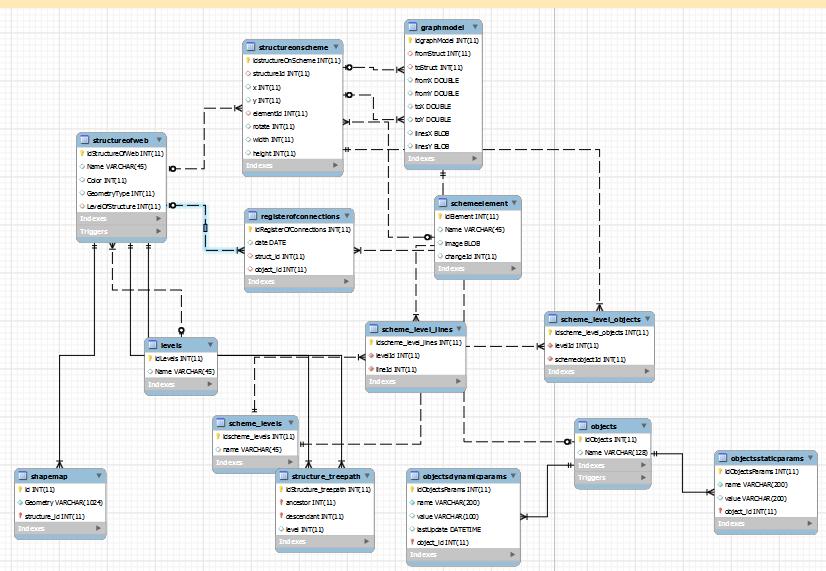 graphmodel
idgraphModel INT(11)
fromStruct INT(11)
toStruct INT(11)
fromX DOUBLE
fromY DOUBLE
toX DOUBLE
toY DOUBLE
linesX BLOB
linesY BLOB
Indexes
structureonscheme
idstructureOnScheme INT(11)
structureId INT(11)
x INT(11)
y INT(11)
elementId INT(11)
rotate INT(11)
width INT(11)
height INT(11)
Indexes
structureofweb
idStructureOfWeb INT(11)
Name VARCHAR(45)
Color INT(11)
GeometryType INT(11)
LevelOfStructure INT(11)
Indexes
Triggers
registerofconnections
idRegisterOfConnections INT(11)
date DATE
struct_id INT(11)
object_id INT(11)
Indexes
schemeelement
idElement INT(11)
Name VARCHAR(45)
image BLOB
changeId INT(11)
Indexes
scheme_level_lines
idscheme_level_lines INT(11)
levelId INT(11)
lineId INT(11)
Indexes
scheme_level_objects
idscheme_level_objects INT(11)
levelId INT(11)
schemeobjectId INT(11)
Indexes
levels
idLevels INT(11)
Name VARCHAR(45)
Indexes
scheme_levels
idscheme_levels INT(11)
name VARCHAR(45)
Indexes
objects
idObjects INT(11)
Name VARCHAR(128)
Indexes
Triggers
shapemap
id INT(11)
Geometry VARCHAR(1024)
structure_id INT(11)
Indexes
structure_treepath
idStructure_treepath INT(11)
ancestor INT(11)
descendant INT(11)
level INT(11)
Indexes
objectsdynamicparams
idObjectsParams INT(11)
name VARCHAR(200)
value VARCHAR(100)
lastUpdate DATETIME
object_id INT(11)
Indexes
objectsstaticparams
idObjectsParams INT(11)
name VARCHAR(200)
value VARCHAR(200)
object_id INT(11)
Indexes